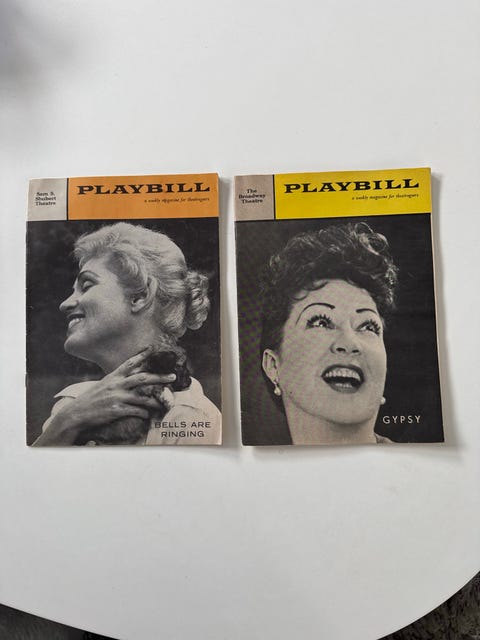 Sam S.
Shubert
Theatre
PLAYBILL
a weekly magazine for theatregoers
BELLS ARE
RINGING
The
Broadway
Theatre
PLAYBILL
a weekly magazine for theatregoers
GYPSY